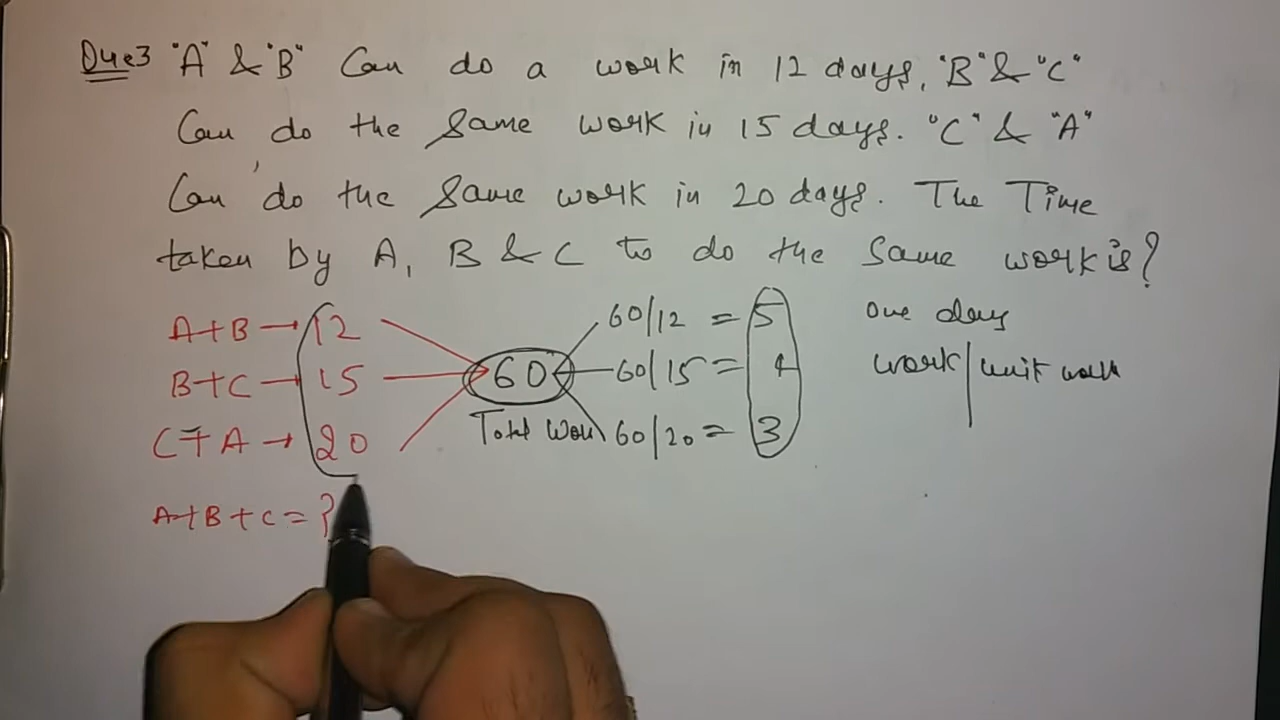 Que3 "A" & "B" Can do a work in 12 days, "B" & "C"
Can do the same work in 15 days. "C" & "A"
Can do the same work in 20 days. The Time
taken by A, B & C to do the same work is?
A+B → 12
B+C → 15
C+A → 20
A+B+C = ?
60
Total Work
60/12 = 5
60/15 = 4
60/20 = 3
one day
work / unit work